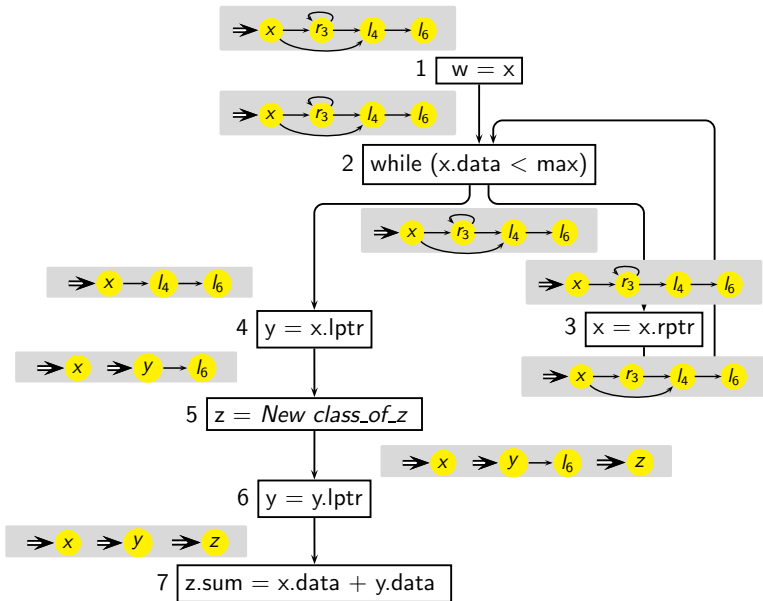 x r₃ l₄ l₆
1 w = x
x r₃ l₄ l₆
2 while (x.data < max)
x r₃ l₄ l₆
x l₄ l₆
x r₃ l₄ l₆
4 y = x.lptr
3 x = x.rptr
x y l₆
x r₃ l₄ l₆
5 z = New class_of_z
x y l₆ z
6 y = y.lptr
x y z
7 z.sum = x.data + y.data